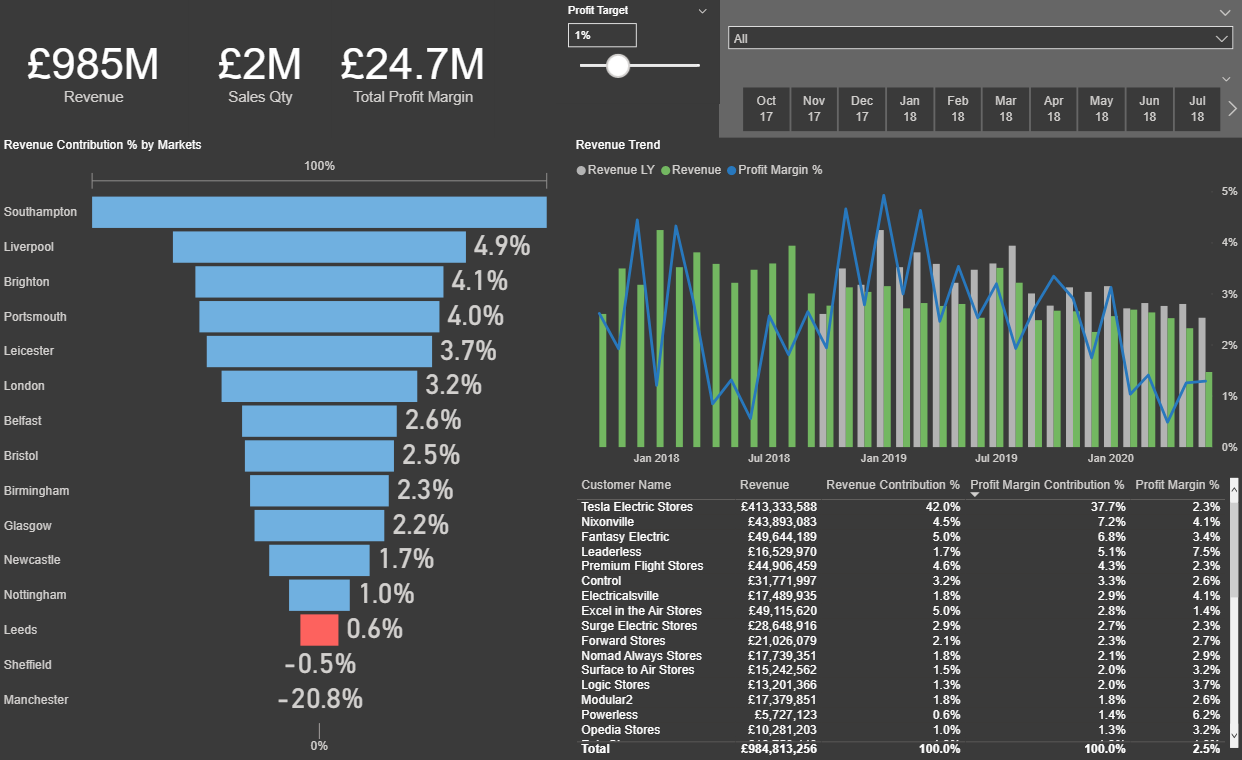 Profit Target
1%
All
£985M
Revenue
£2M
Sales Qty
£24.7M
Total Profit Margin
Oct 17
Nov 17
Dec 17
Jan 18
Feb 18
Mar 18
Apr 18
May 18
Jun 18
Jul 18
Revenue Contribution % by Markets
100%
Southampton
Liverpool 4.9%
Brighton 4.1%
Portsmouth 4.0%
Leicester 3.7%
London 3.2%
Belfast 2.6%
Bristol 2.5%
Birmingham 2.3%
Glasgow 2.2%
Newcastle 1.7%
Nottingham 1.0%
Leeds 0.6%
Sheffield -0.5%
Manchester -20.8%
0%
Revenue Trend
Revenue LY Revenue Profit Margin %
5%
4%
3%
2%
1%
0%
Jan 2018 Jul 2018 Jan 2019 Jul 2019 Jan 2020
Customer Name Revenue Revenue Contribution % Profit Margin Contribution % Profit Margin %
Tesla Electric Stores £413,333,588 42.0% 37.7% 2.3%
Nixonville £43,893,083 4.5% 7.2% 4.1%
Fantasy Electric £49,644,189 5.0% 6.8% 3.4%
Leaderless £16,529,970 1.7% 5.1% 7.5%
Premium Flight Stores £44,906,459 4.6% 4.3% 2.3%
Control £31,771,997 3.2% 3.3% 2.6%
Electricalsville £17,489,935 1.8% 2.9% 4.1%
Excel in the Air Stores £49,115,620 5.0% 2.8% 1.4%
Surge Electric Stores £28,648,916 2.9% 2.7% 2.3%
Forward Stores £21,026,079 2.1% 2.3% 2.7%
Nomad Always Stores £17,739,351 1.8% 2.1% 2.9%
Surface to Air Stores £15,242,562 1.5% 2.0% 3.2%
Logic Stores £13,201,366 1.3% 2.0% 3.7%
Modular2 £17,379,851 1.8% 1.8% 2.6%
Powerless £5,727,123 0.6% 1.4% 6.2%
Opedia Stores £10,281,203 1.0% 1.3% 3.2%
Total £984,813,256 100.0% 100.0% 2.5%